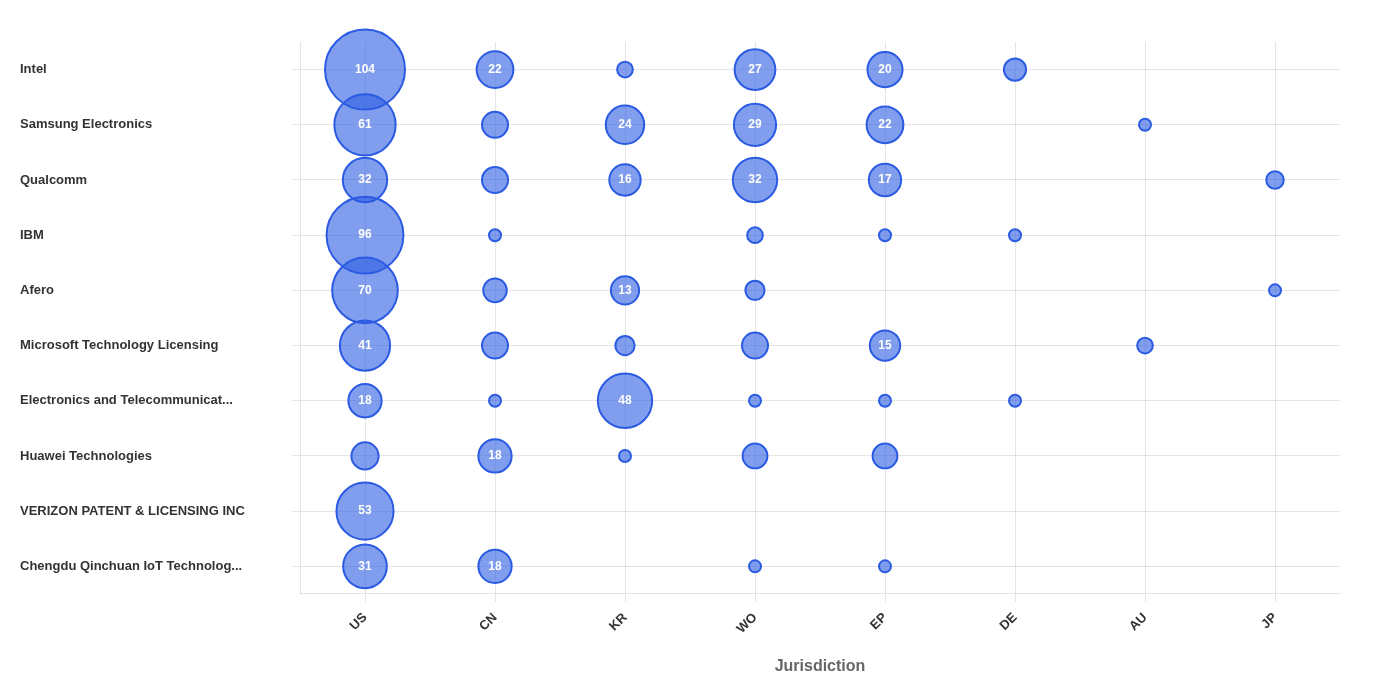 Intel 104 22 27 20
Samsung Electronics 61 24 29 22
Qualcomm 32 16 32 17
IBM 96
Afero 70 13
Microsoft Technology Licensing 41 15
Electronics and Telecommunicat... 18 48
Huawei Technologies 18
VERIZON PATENT & LICENSING INC 53
Chengdu Qinchuan IoT Technolog... 31 18
US CN KR WO EP DE AU JP
Jurisdiction